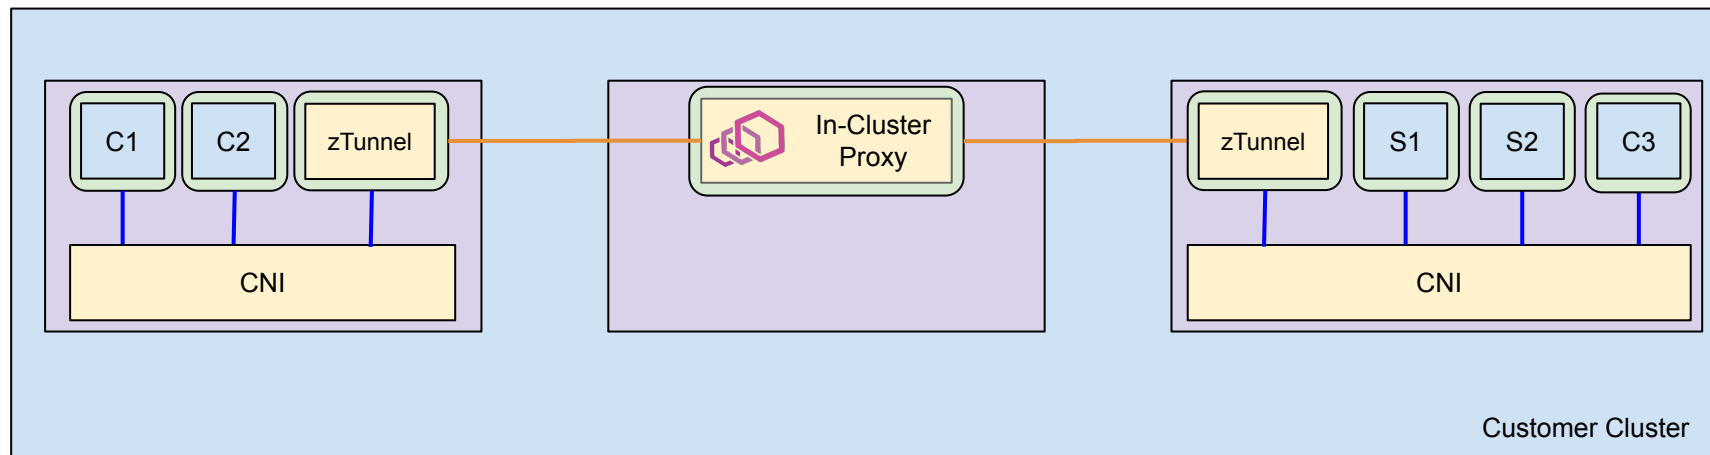 C1
C2
zTunnel
CNI
In-Cluster
Proxy
zTunnel
S1
S2
C3
CNI
Customer Cluster